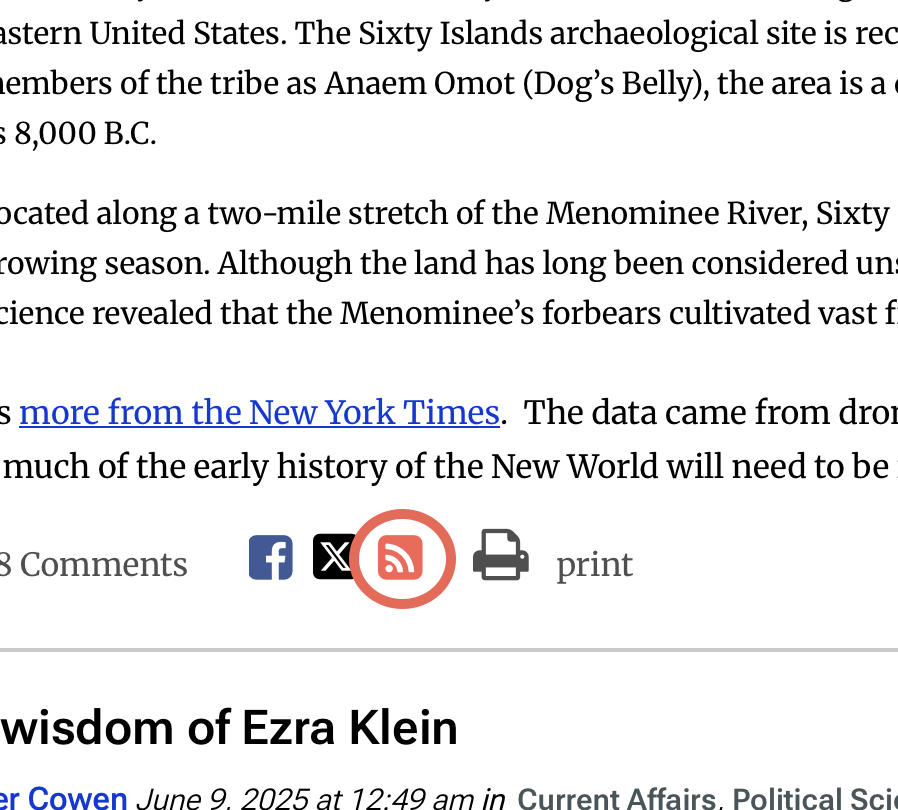 astern United States. The Sixty Islands archaeological site is rec
embers of the tribe as Anaem Omot (Dog’s Belly), the area is a
s 8,000 B.C.
ocated along a two-mile stretch of the Menominee River, Sixty
rowing season. Although the land has long been considered uns
cience revealed that the Menominee’s forbears cultivated vast f
s more from the New York Times.  The data came from dron
much of the early history of the New World will need to be
8 Comments print
wisdom of Ezra Klein
er Cowen June 9, 2025 at 12:49 am in Current Affairs, Political Scie